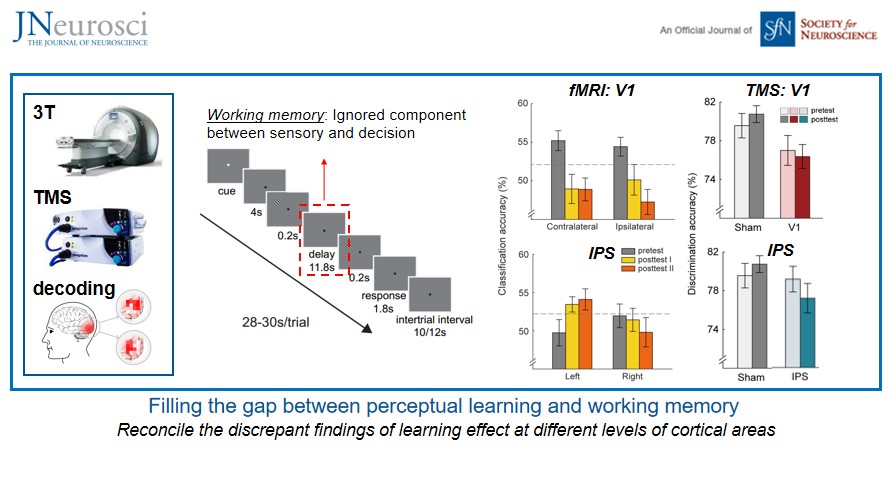 JNeurosci
THE JOURNAL OF NEUROSCIENCE
An Official Journal of
SfN
SOCIETY for
NEUROSCIENCE
3T
TMS
decoding
Working memory: Ignored component
between sensory and decision
cue
4s
0.2s
delay
11.8s
0.2s
response
1.8s
intertrial interval
10/12s
28-30s/trial
fMRI: V1
Classification accuracy (%)
60
55
50
Contralateral
Ipsilateral
IPS
pretest
posttest I
posttest II
60
55
50
Left
Right
TMS: V1
pretest
posttest
Discrimination accuracy (%)
82
78
74
Sham
V1
IPS
82
78
74
Sham
IPS
Filling the gap between perceptual learning and working memory
Reconcile the discrepant findings of learning effect at different levels of cortical areas